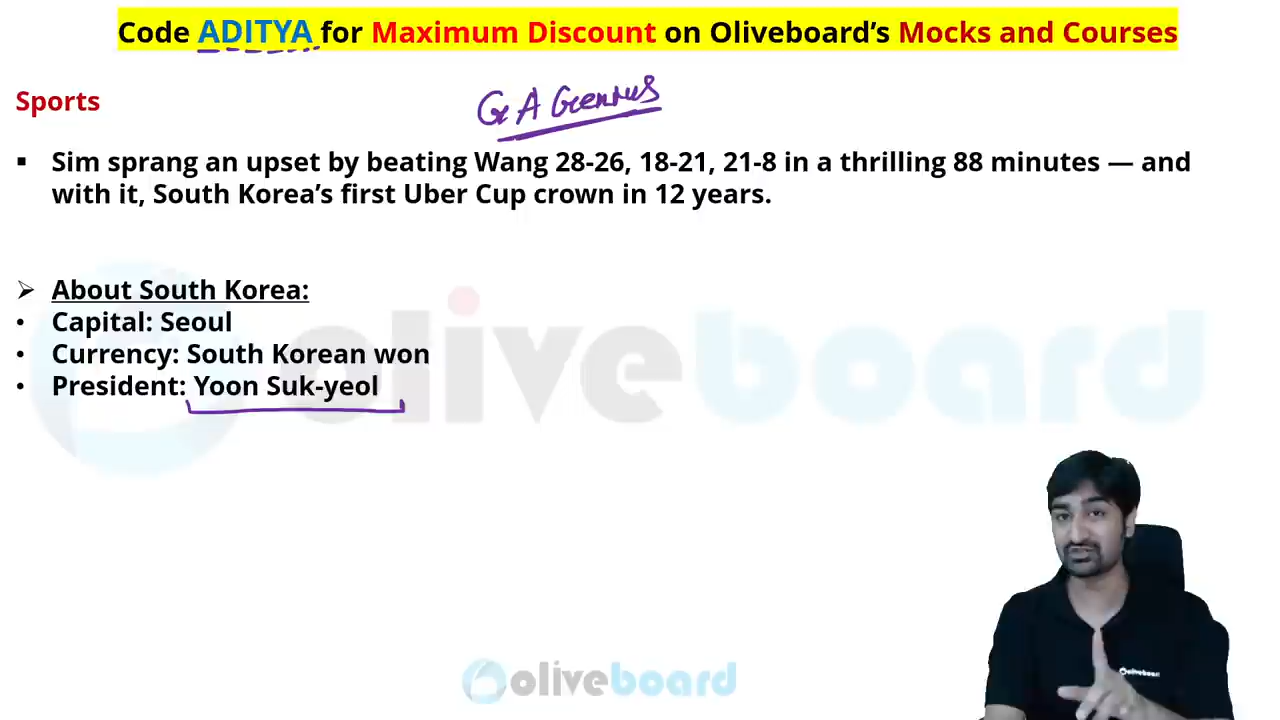 Code ADITYA for Maximum Discount on Oliveboard’s Mocks and Courses
Sports
GA Genius
▪ Sim sprang an upset by beating Wang 28-26, 18-21, 21-8 in a thrilling 88 minutes — and
with it, South Korea’s first Uber Cup crown in 12 years.
➢ About South Korea:
• Capital: Seoul
• Currency: South Korean won
• President: Yoon Suk-yeol
oliveboard
oliveboard
oliveboard